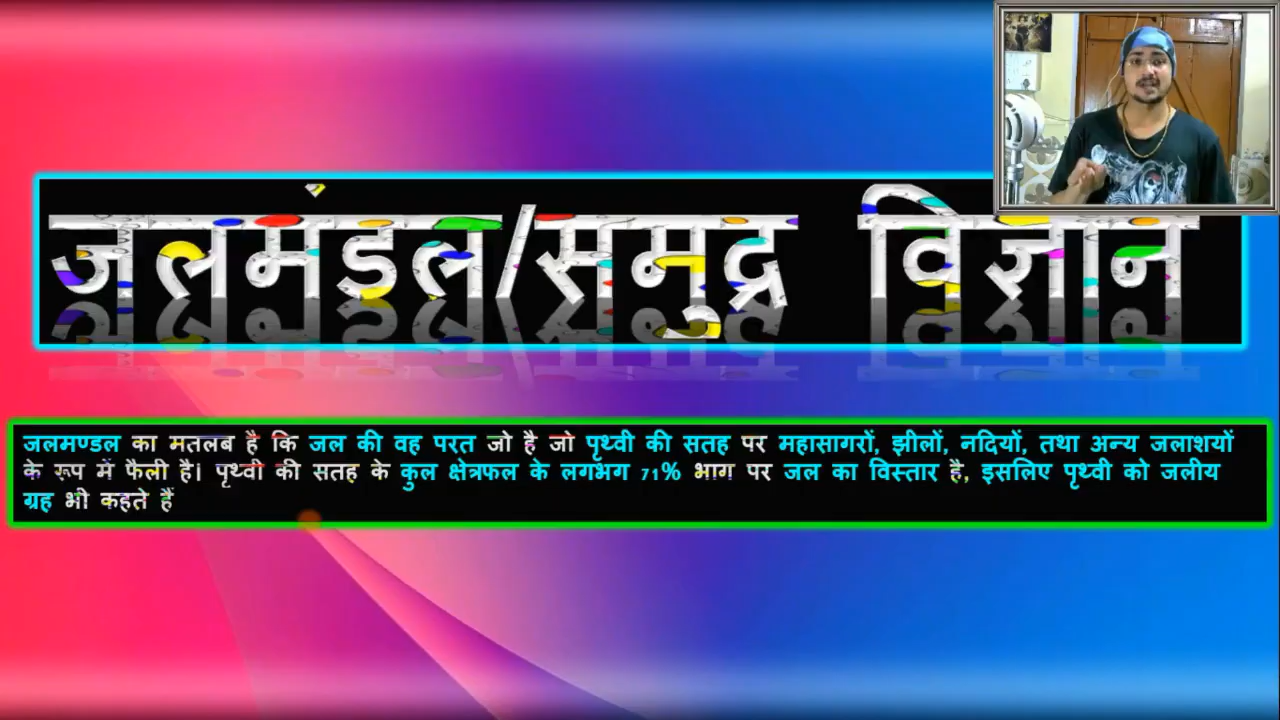 जलमंडल/समुद्र विज्ञान
जलमण्डल का मतलब है कि जल की वह परत जो है जो पृथ्वी की सतह पर महासागरों, झीलों, नदियों, तथा अन्य जलाशयों
के रूप में फैली है। पृथ्वी की सतह के कुल क्षेत्रफल के लगभग 71% भाग पर जल का विस्तार है, इसलिए पृथ्वी को जलीय
ग्रह भी कहते हैं